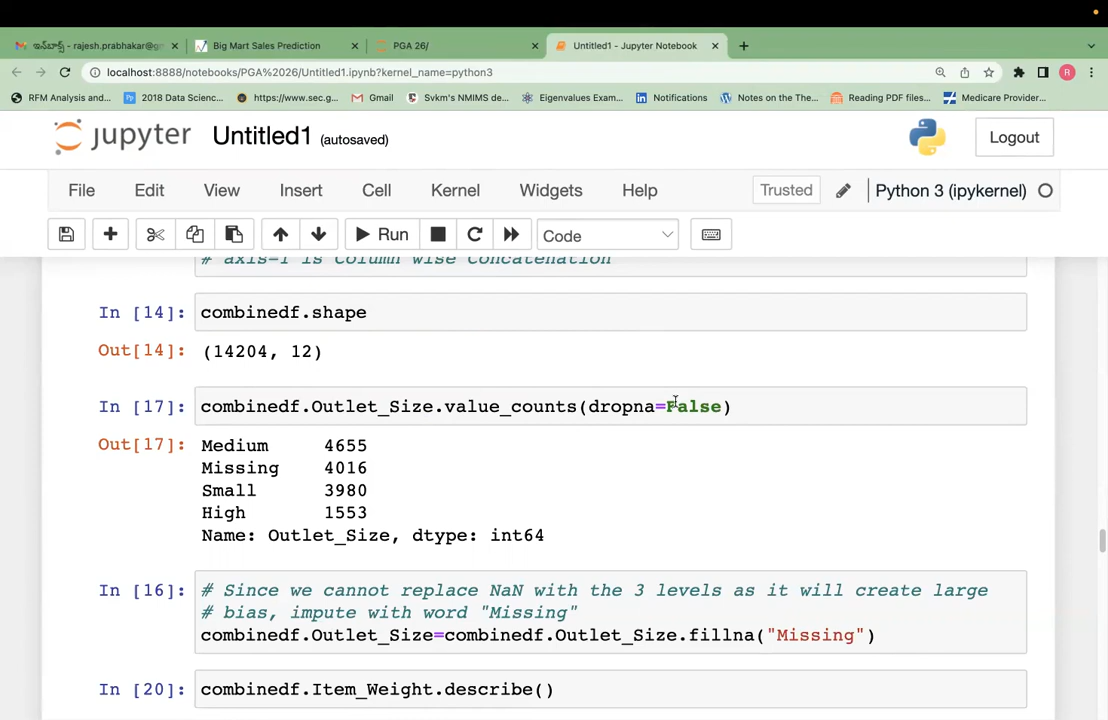 ఇన్‌బాక్స్ - rajesh.prabhakar@gm
Big Mart Sales Prediction
PGA 26/
Untitled1 - Jupyter Notebook
localhost:8888/notebooks/PGA%2026/Untitled1.ipynb?kernel_name=python3
R
RFM Analysis and...
2018 Data Scienc...
https://www.sec.g...
Gmail
Svkm's NMIMS de...
Eigenvalues Exam...
Notifications
Notes on the The...
Reading PDF files...
Medicare Provider...
jupyter Untitled1 (autosaved)
Logout
File Edit View Insert Cell Kernel Widgets Help
Trusted
Python 3 (ipykernel)
Run
Code
# axis=1 is Column wise Concatenation
In [14]: combinedf.shape
Out[14]: (14204, 12)
In [17]: combinedf.Outlet_Size.value_counts(dropna=False)
Out[17]: Medium 4655
Missing 4016
Small 3980
High 1553
Name: Outlet_Size, dtype: int64
In [16]: # Since we cannot replace NaN with the 3 levels as it will create large
# bias, impute with word "Missing"
combinedf.Outlet_Size=combinedf.Outlet_Size.fillna("Missing")
In [20]: combinedf.Item_Weight.describe()